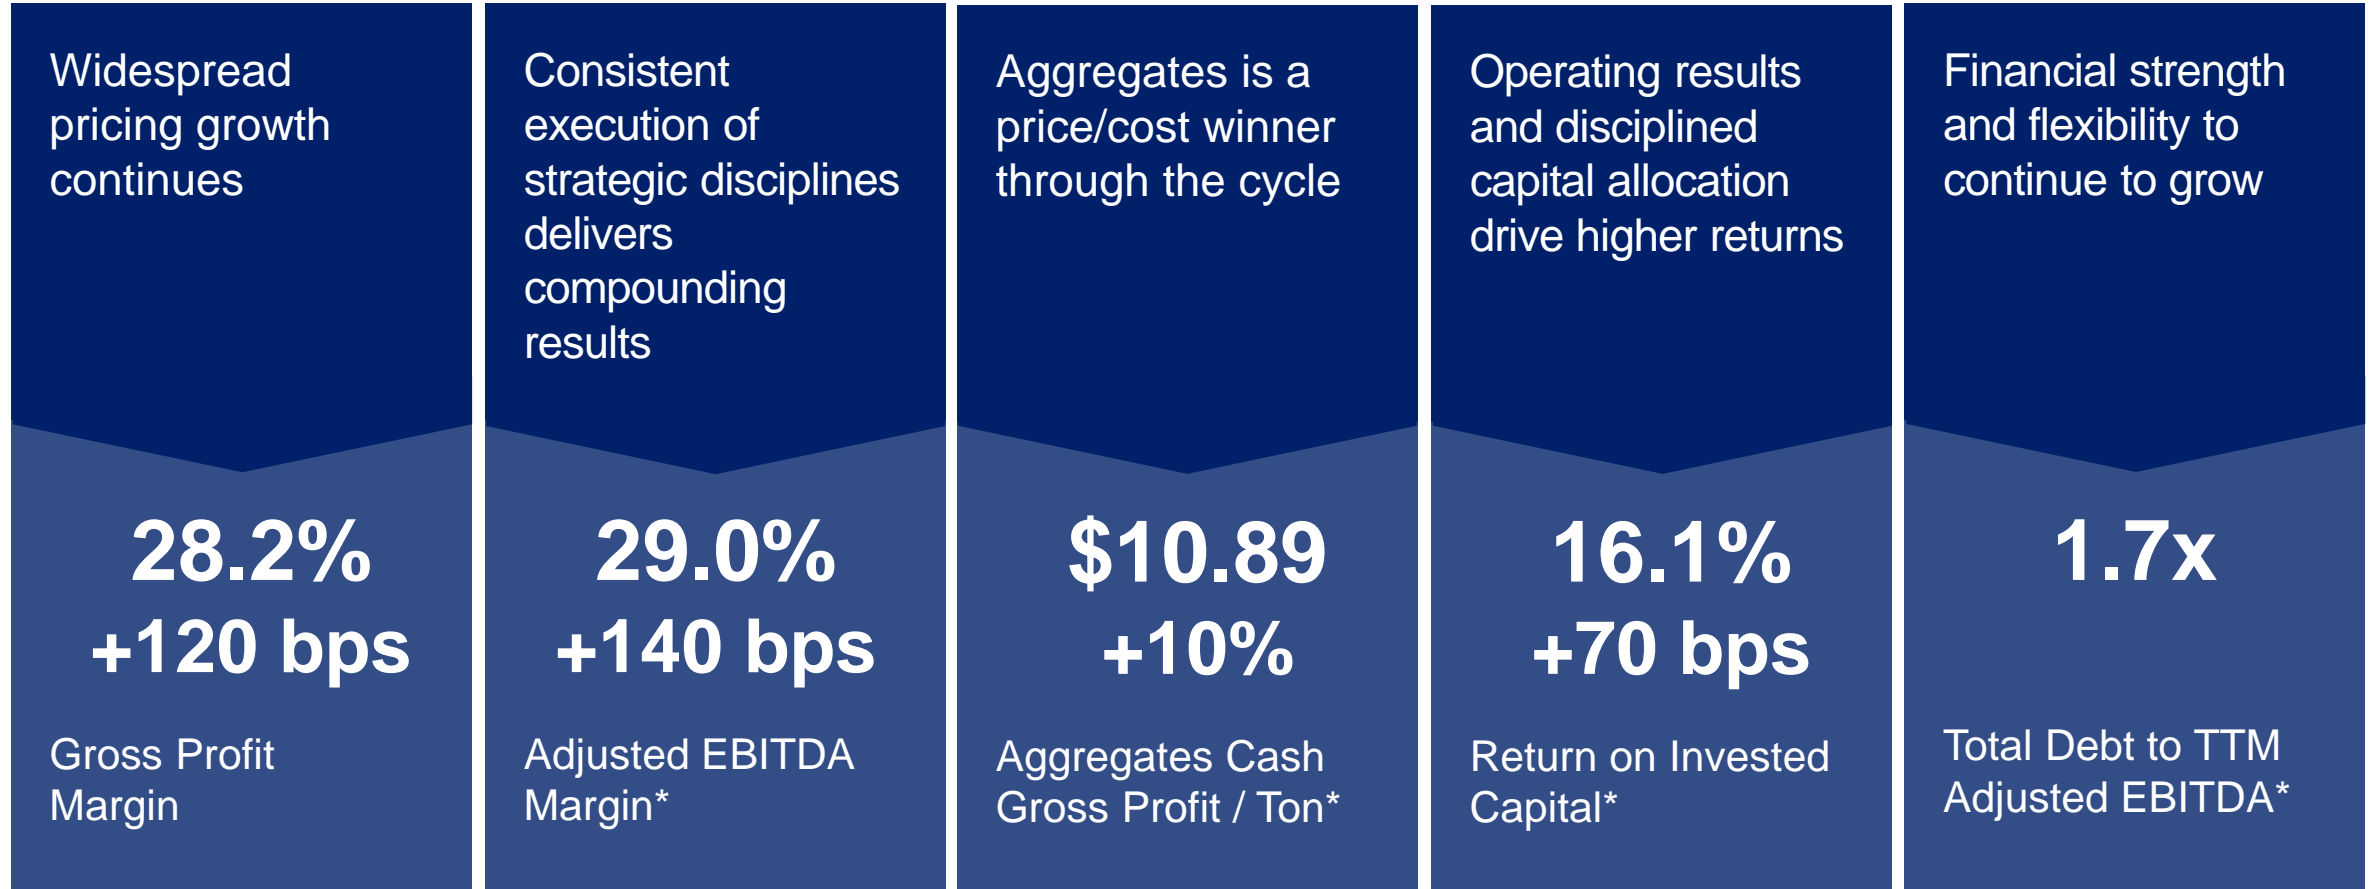 Widespread
pricing growth
continues
28.2%
+120 bps
Gross Profit
Margin
Consistent
execution of
strategic disciplines
delivers
compounding
results
29.0%
+140 bps
Adjusted EBITDA
Margin*
Aggregates is a
price/cost winner
through the cycle
$10.89
+10%
Aggregates Cash
Gross Profit / Ton*
Operating results
and disciplined
capital allocation
drive higher returns
16.1%
+70 bps
Return on Invested
Capital*
Financial strength
and flexibility to
continue to grow
1.7x
Total Debt to TTM
Adjusted EBITDA*